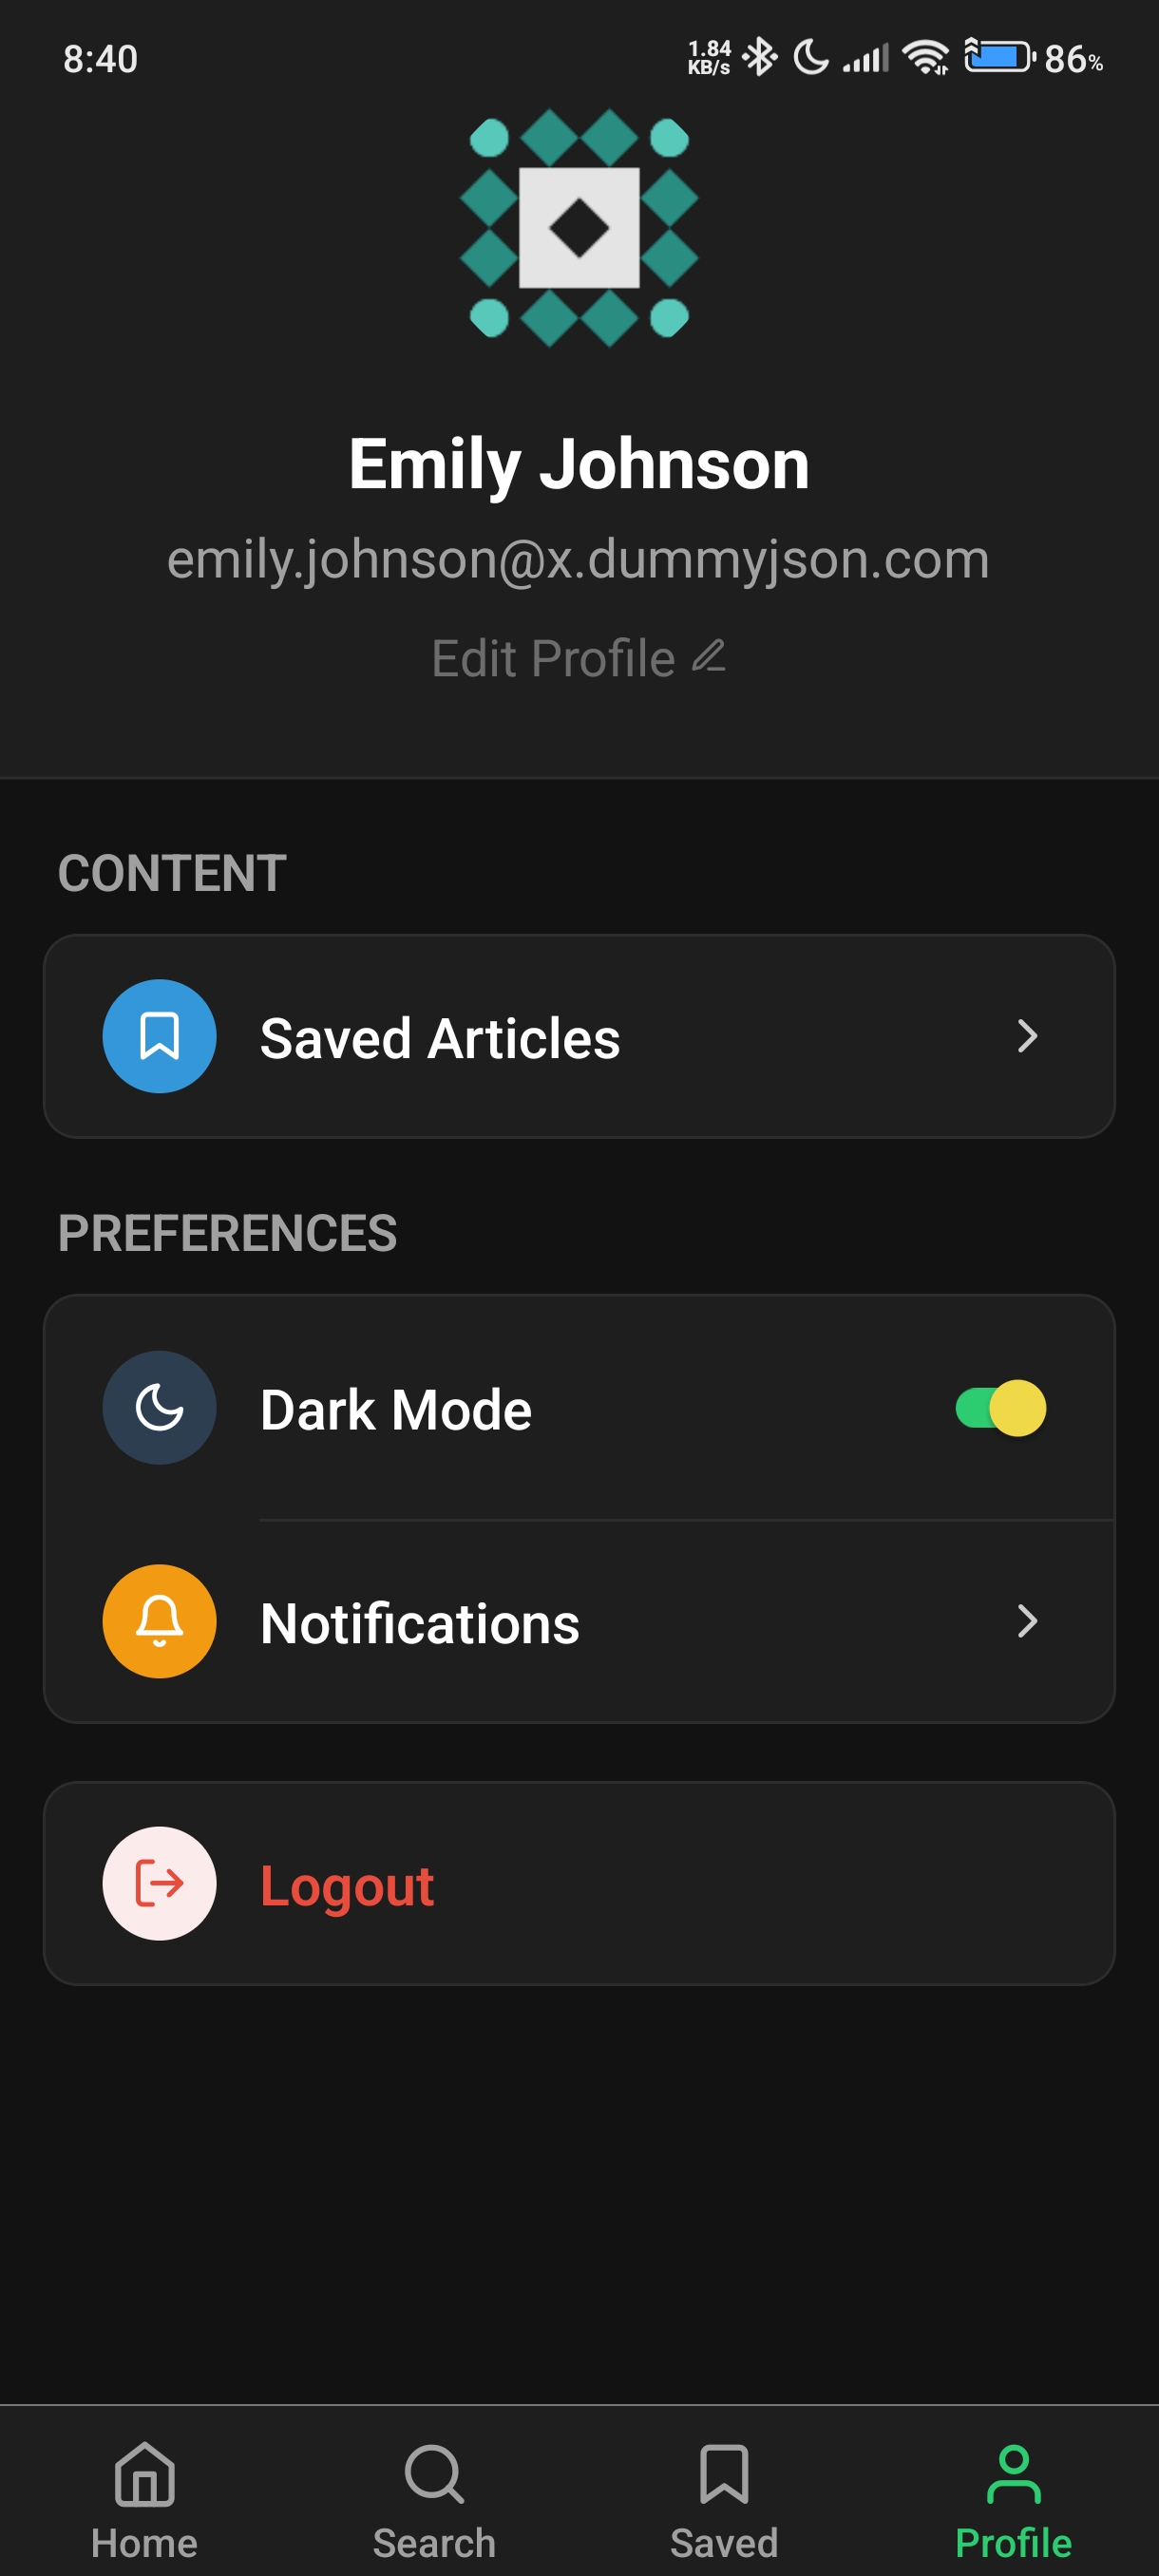 8:40
1.84
KB/s
86%
Emily Johnson
emily.johnson@x.dummyjson.com
Edit Profile
CONTENT
Saved Articles
PREFERENCES
Dark Mode
Notifications
Logout
Home
Search
Saved
Profile